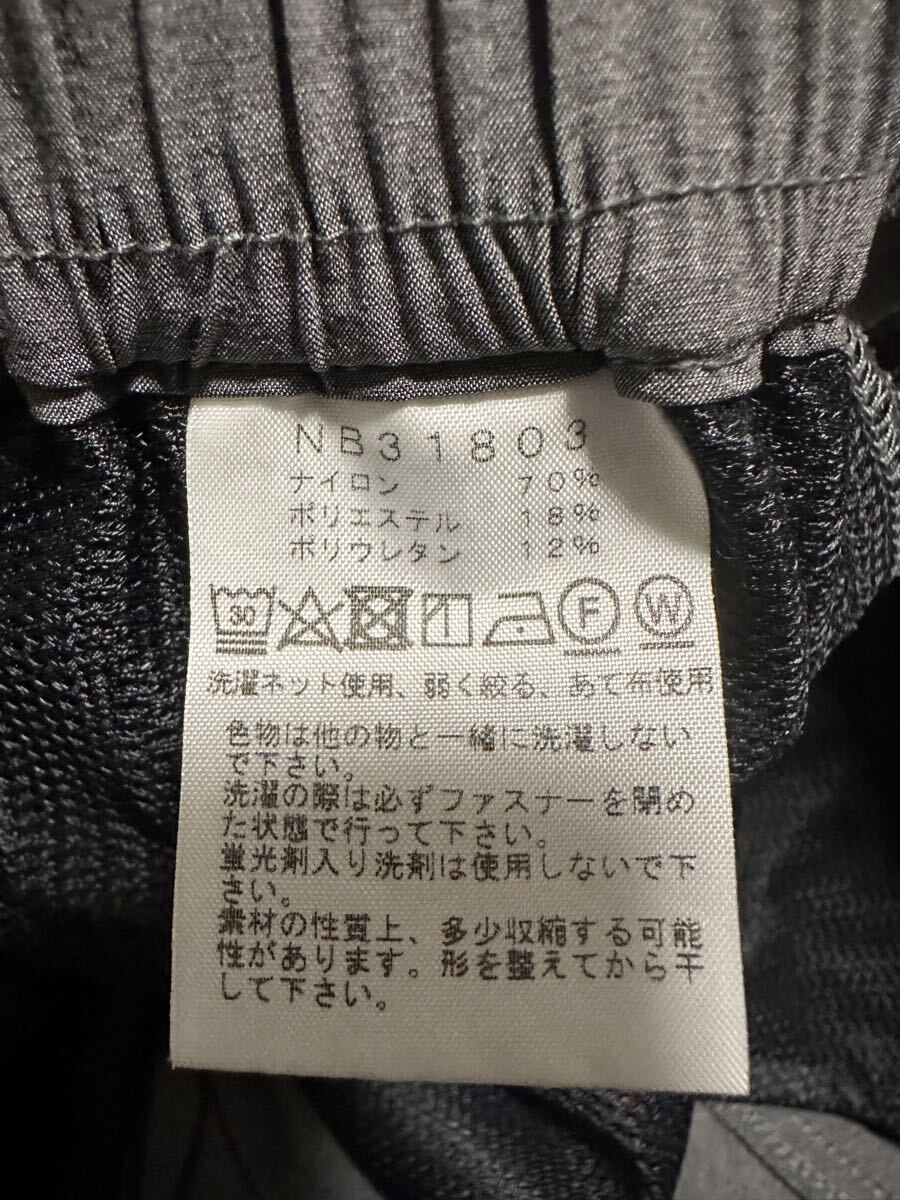 NB31803
ナイロン 70%
ポリエステル 18%
ポリウレタン 12%
30 F W
洗濯ネット使用、弱く絞る、あて布使用
色物は他の物と一緒に洗濯しない
で下さい。
洗濯の際は必ずファスナーを閉め
た状態で行って下さい。
蛍光剤入り洗剤は使用しないで下
さい。
素材の性質上、多少収縮する可能
性があります。形を整えてから干
して下さい。